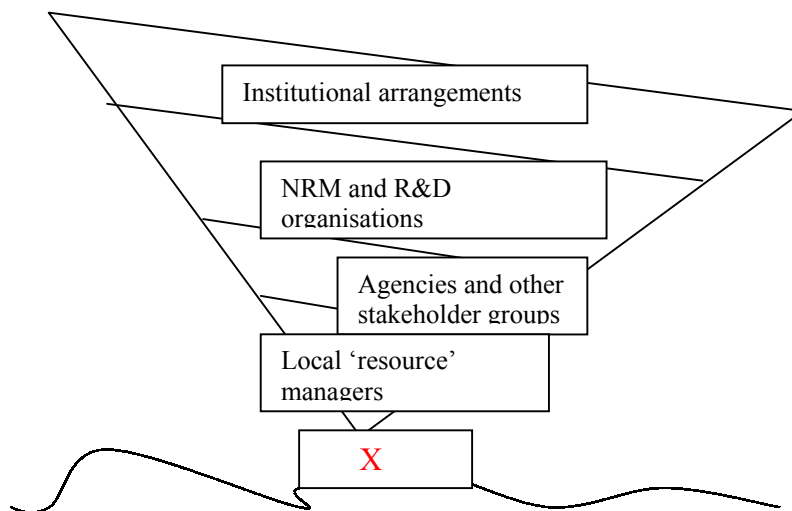 Institutional arrangements
NRM and R&D
organisations
Agencies and other
stakeholder groups
Local ‘resource’
managers
X